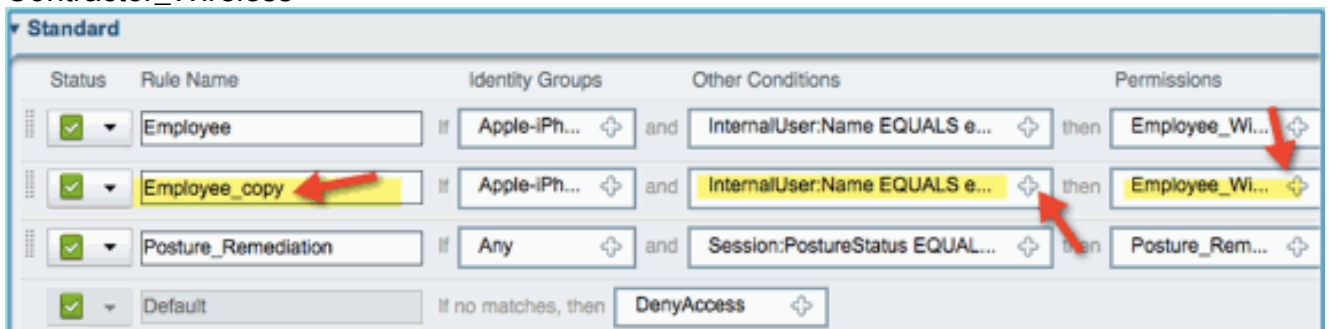 Contractor_Wireless
Standard
Status Rule Name Identity Groups Other Conditions Permissions
Employee If Apple-iPh... and InternalUser:Name EQUALS e... then Employee_Wi...
Employee_copy If Apple-iPh... and InternalUser:Name EQUALS e... then Employee_Wi...
Posture_Remediation If Any and Session:PostureStatus EQUAL... then Posture_Rem...
Default If no matches, then DenyAccess